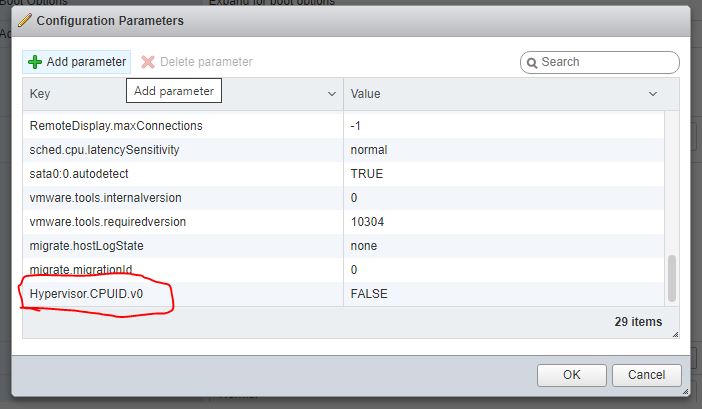 Boot Options
Expand for boot options
Configuration Parameters
Add parameter
Delete parameter
Search
Add parameter
Key
Value
RemoteDisplay.maxConnections
-1
sched.cpu.latencySensitivity
normal
sata0:0.autodetect
TRUE
vmware.tools.internalversion
0
vmware.tools.requiredversion
10304
migrate.hostLogState
none
migrate.migrationId
0
Hypervisor.CPUID.v0
FALSE
29 items
OK
Cancel